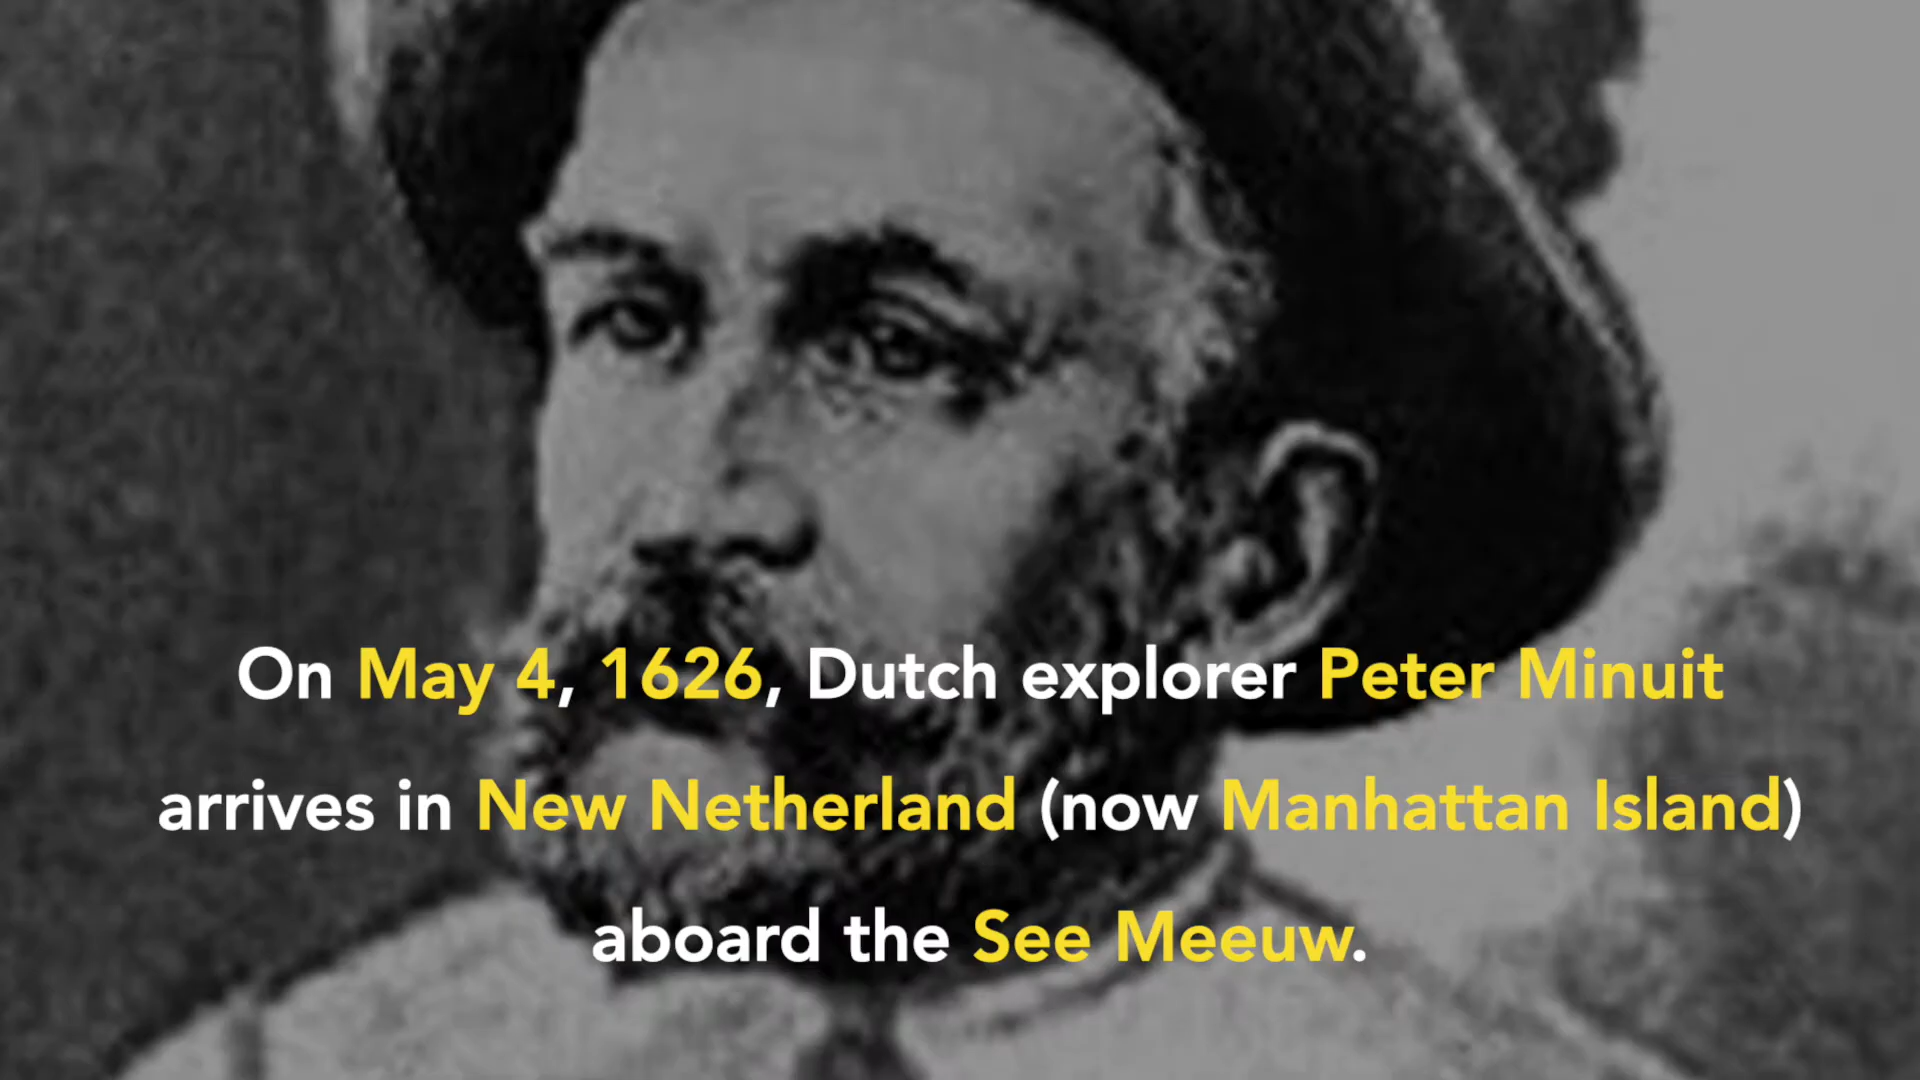 On May 4, 1626, Dutch explorer Peter Minuit
arrives in New Netherland (now Manhattan Island)
aboard the See Meeuw.